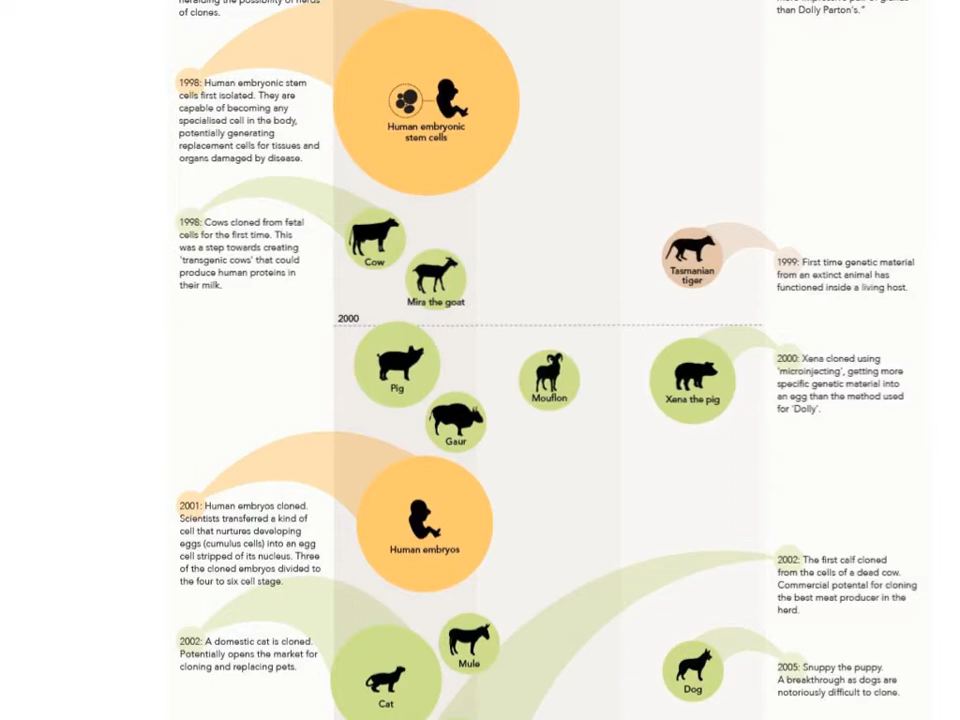 heralding the possibility of herds
of clones.
than Dolly Parton's."
1998: Human embryonic stem
cells first isolated. They are
capable of becoming any
specialised cell in the body,
potentially generating
replacement cells for tissues and
organs damaged by disease.
Human embryonic
stem cells
1998: Cows cloned from fetal
cells for the first time. This
was a step towards creating
'transgenic cows' that could
produce human proteins in
their milk.
Cow
Mira the goat
Tasmanian
tiger
1999: First time genetic material
from an extinct animal has
functioned inside a living host.
2000
Pig
Gaur
Mouflon
Xena the pig
2000: Xena cloned using
'microinjecting', getting more
specific genetic material into
an egg than the method used
for 'Dolly'.
2001: Human embryos cloned.
Scientists transferred a kind of
cell that nurtures developing
eggs (cumulus cells) into an egg
cell stripped of its nucleus. Three
of the cloned embryos divided to
the four to six cell stage.
Human embryos
2002: The first calf cloned
from the cells of a dead cow.
Commercial potental for cloning
the best meat producer in the
herd.
2002: A domestic cat is cloned.
Potentially opens the market for
cloning and replacing pets.
Mule
Cat
Dog
2005: Snuppy the puppy.
A breakthrough as dogs are
notoriously difficult to clone.